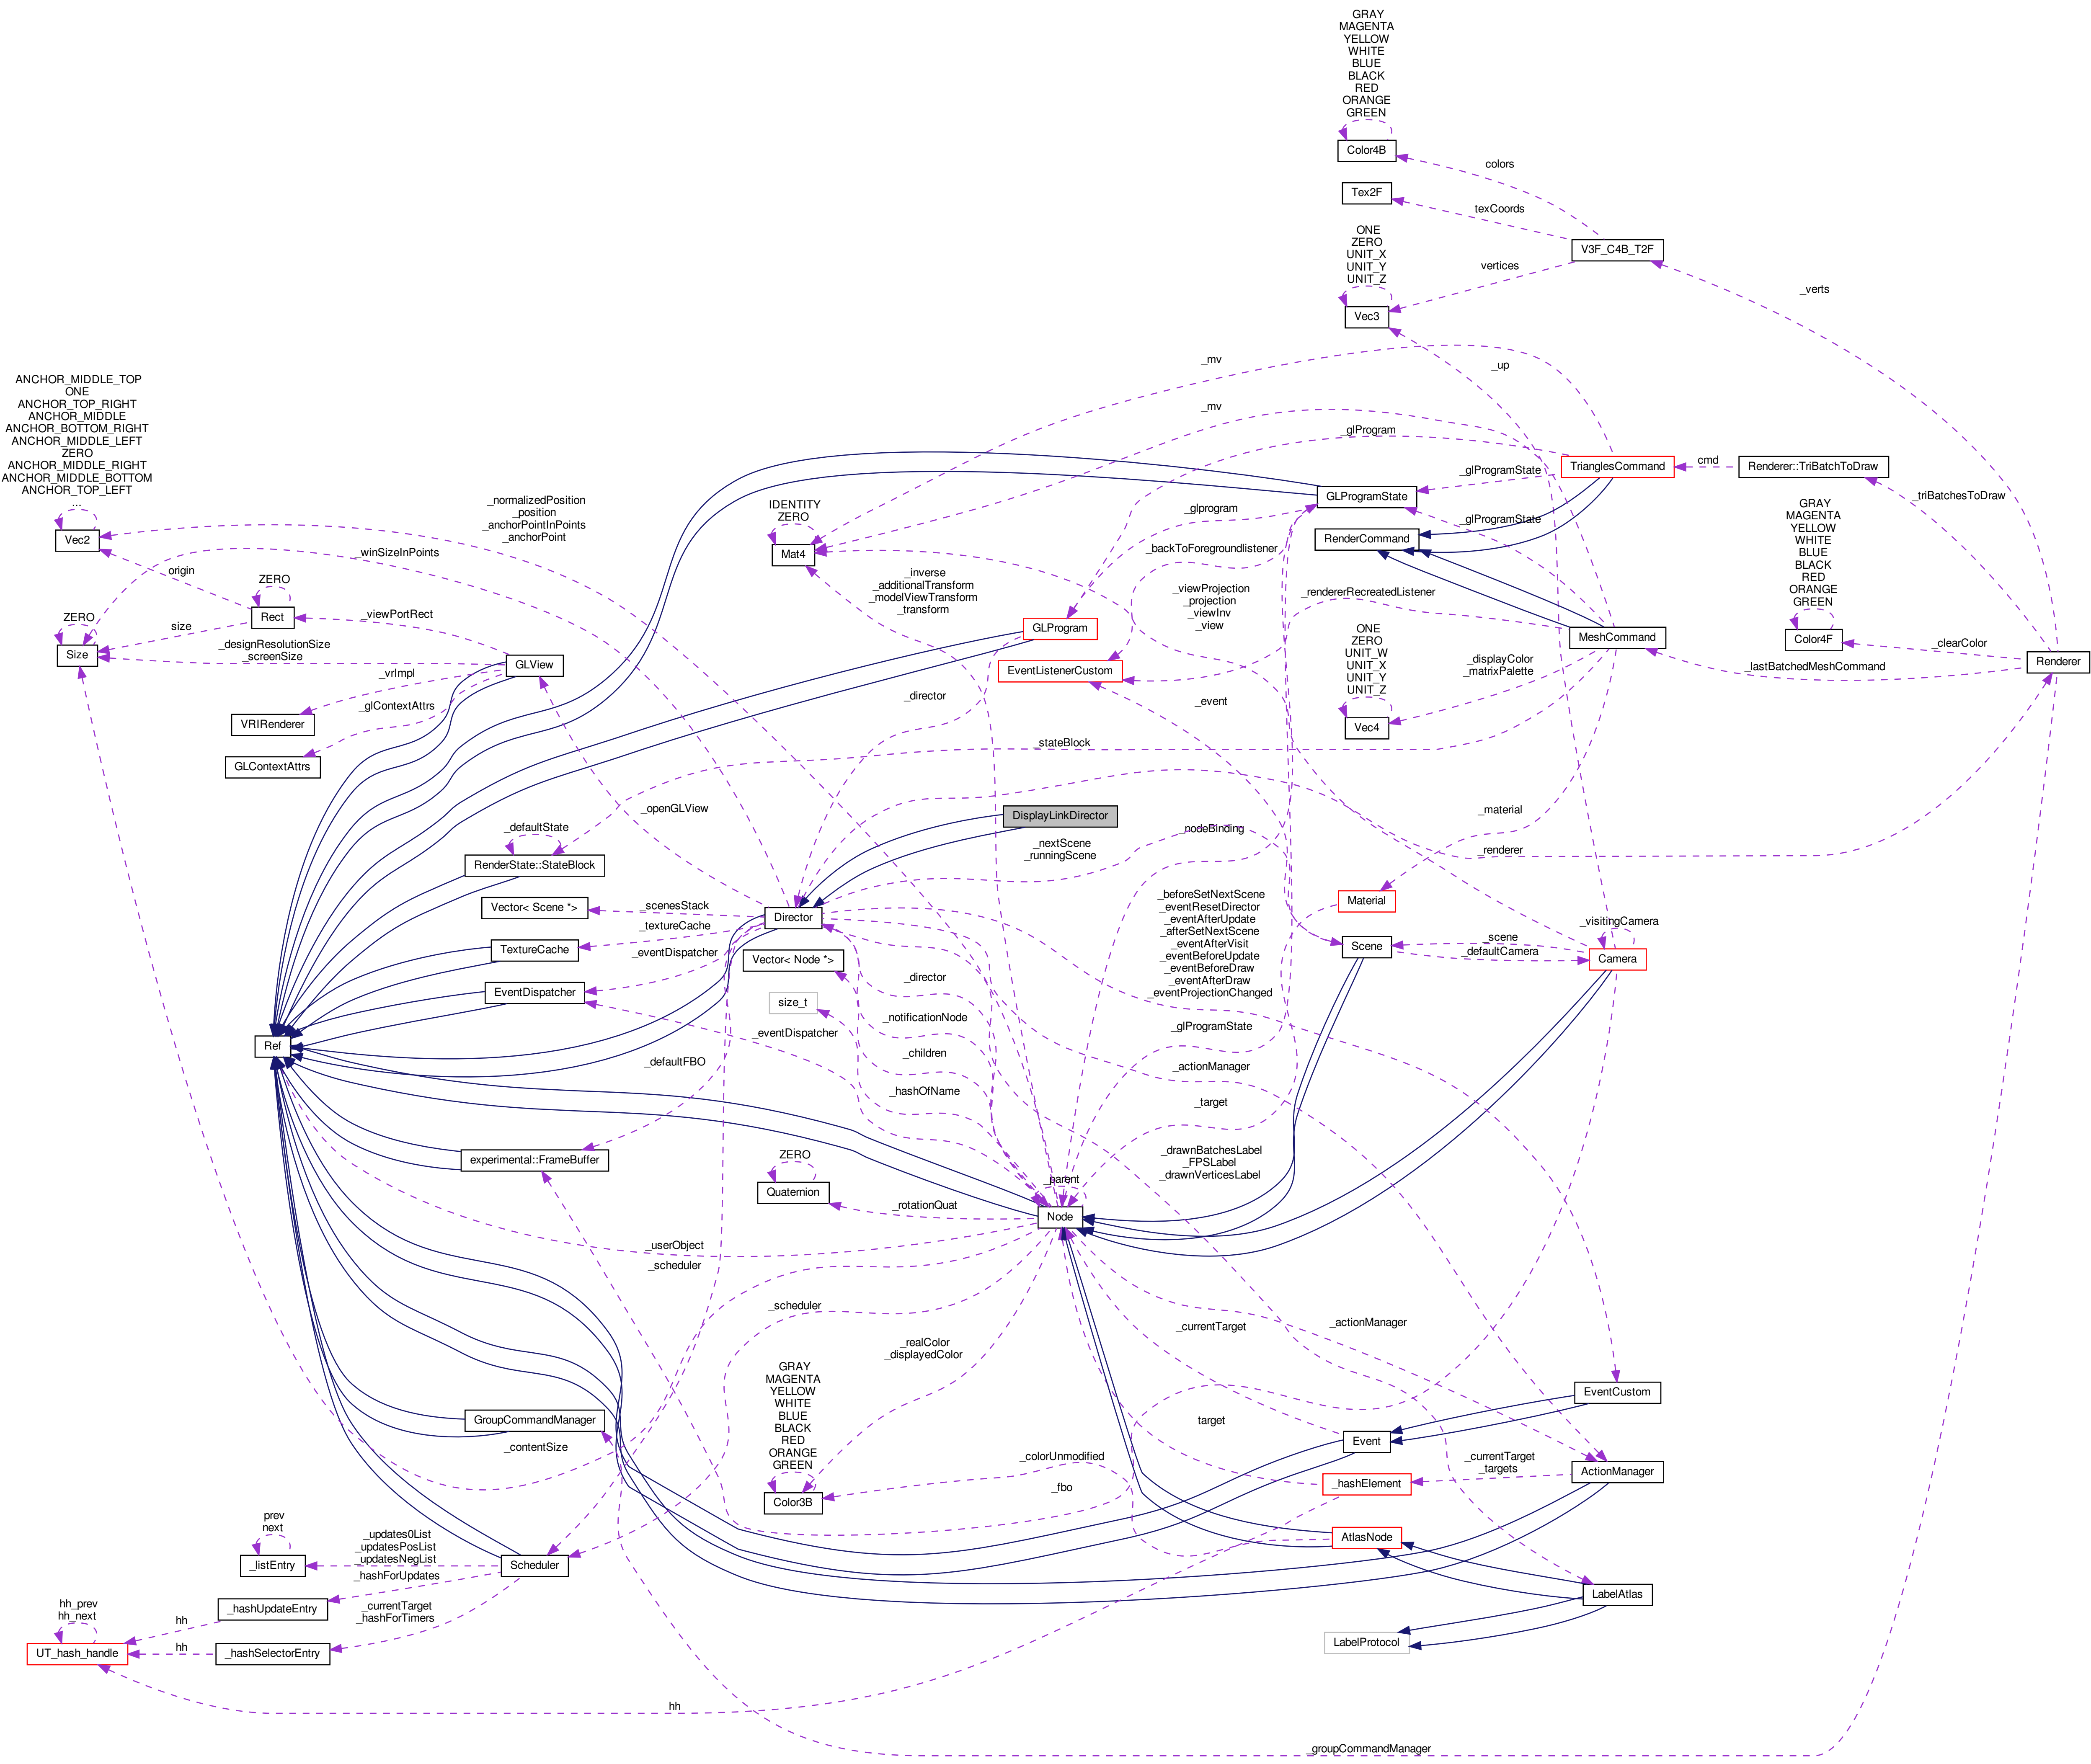 GRAY
MAGENTA
YELLOW
WHITE
BLUE
BLACK
RED
ORANGE
GREEN
Color4B
colors
Tex2F
texCoords
ONE
ZERO
UNIT_X
UNIT_Y
UNIT_Z
V3F_C4B_T2F
vertices
_verts
Vec3
_mv
_up
ANCHOR_MIDDLE_TOP
ONE
ANCHOR_TOP_RIGHT
ANCHOR_MIDDLE
ANCHOR_BOTTOM_RIGHT
ANCHOR_MIDDLE_LEFT
ZERO
ANCHOR_MIDDLE_RIGHT
ANCHOR_MIDDLE_BOTTOM
ANCHOR_TOP_LEFT
...
_mv
_glProgram
TrianglesCommand
cmd
Renderer::TriBatchToDraw
_glProgramState
_triBatchesToDraw
GLProgramState
_normalizedPosition
_position
_anchorPointInPoints
_anchorPoint
IDENTITY
ZERO
_glprogram
_glProgramState
GRAY
MAGENTA
YELLOW
WHITE
BLUE
BLACK
RED
ORANGE
GREEN
Vec2
RenderCommand
_winSizeInPoints
Mat4
_backToForegroundlistener
origin
ZERO
_inverse
_additionalTransform
_modelViewTransform
_transform
_viewProjection
_projection
_viewInv
_view
_rendererRecreatedListener
Rect
_viewPortRect
ZERO
size
GLProgram
ONE
ZERO
UNIT_W
UNIT_X
UNIT_Y
UNIT_Z
MeshCommand
Color4F
_clearColor
Size
_designResolutionSize
_screenSize
GLView
EventListenerCustom
_displayColor
_matrixPalette
_lastBatchedMeshCommand
Renderer
_vrImpl
_director
_event
VRIRenderer
_glContextAttrs
Vec4
_stateBlock
GLContextAttrs
_openGLView
DisplayLinkDirector
_material
_defaultState
_nodeBinding
_nextScene
_runningScene
_renderer
RenderState::StateBlock
Vector< Scene *>
_scenesStack
Director
_beforeSetNextScene
_eventResetDirector
_eventAfterUpdate
_afterSetNextScene
_eventAfterVisit
_eventBeforeUpdate
_eventBeforeDraw
_eventAfterDraw
_eventProjectionChanged
Material
_visitingCamera
TextureCache
_textureCache
Scene
_scene
_defaultCamera
Camera
_eventDispatcher
Vector< Node *>
_director
EventDispatcher
size_t
_notificationNode
_eventDispatcher
_glProgramState
Ref
_children
_defaultFBO
_actionManager
_hashOfName
_target
experimental::FrameBuffer
ZERO
_drawnBatchesLabel
_FPSLabel
_drawnVerticesLabel
_parent
Quaternion
_rotationQuat
Node
_userObject
_scheduler
_scheduler
_currentTarget
_actionManager
_realColor
_displayedColor
GRAY
MAGENTA
YELLOW
WHITE
BLUE
BLACK
RED
ORANGE
GREEN
EventCustom
GroupCommandManager
target
Event
_contentSize
_colorUnmodified
_currentTarget
_targets
ActionManager
_hashElement
_fbo
Color3B
prev
next
_updates0List
_updatesPosList
_updatesNegList
AtlasNode
_listEntry
Scheduler
_hashForUpdates
LabelAtlas
hh_prev
hh_next
_hashUpdateEntry
_currentTarget
_hashForTimers
hh
LabelProtocol
UT_hash_handle
hh
_hashSelectorEntry
hh
_groupCommandManager